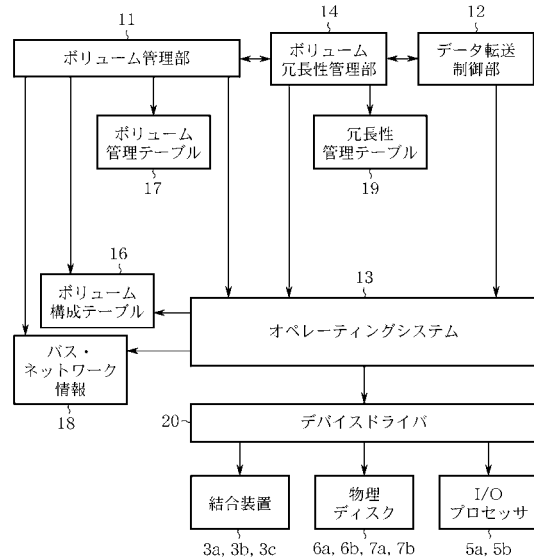 11
ボリューム管理部
14
ボリューム
冗長性管理部
12
データ転送
制御部
ボリューム
管理テーブル
17
冗長性
管理テーブル
19
16
ボリューム
構成テーブル
13
オペレーティングシステム
バス・
ネットワーク
情報
18
20
デバイスドライバ
結合装置
3a, 3b, 3c
物理
ディスク
6a, 6b, 7a, 7b
I/O
プロセッサ
5a, 5b